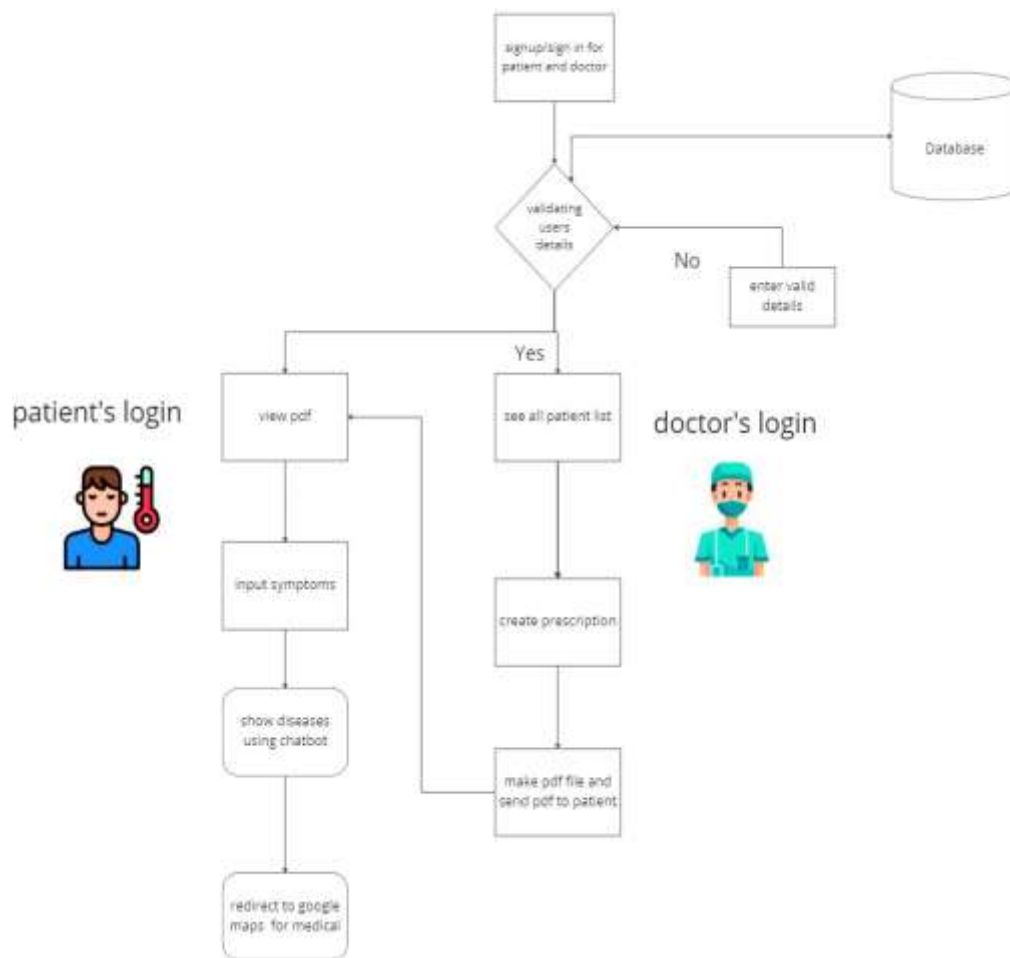 signup/sign in for
patient and doctor
Database
validating
users
details
No
enter valid
details
Yes
patient's login
view pdf
see all patient list
doctor's login
input symptoms
create prescription
show diseases
using chatbot
make pdf file and
send pdf to patient
redirect to google
maps for medical